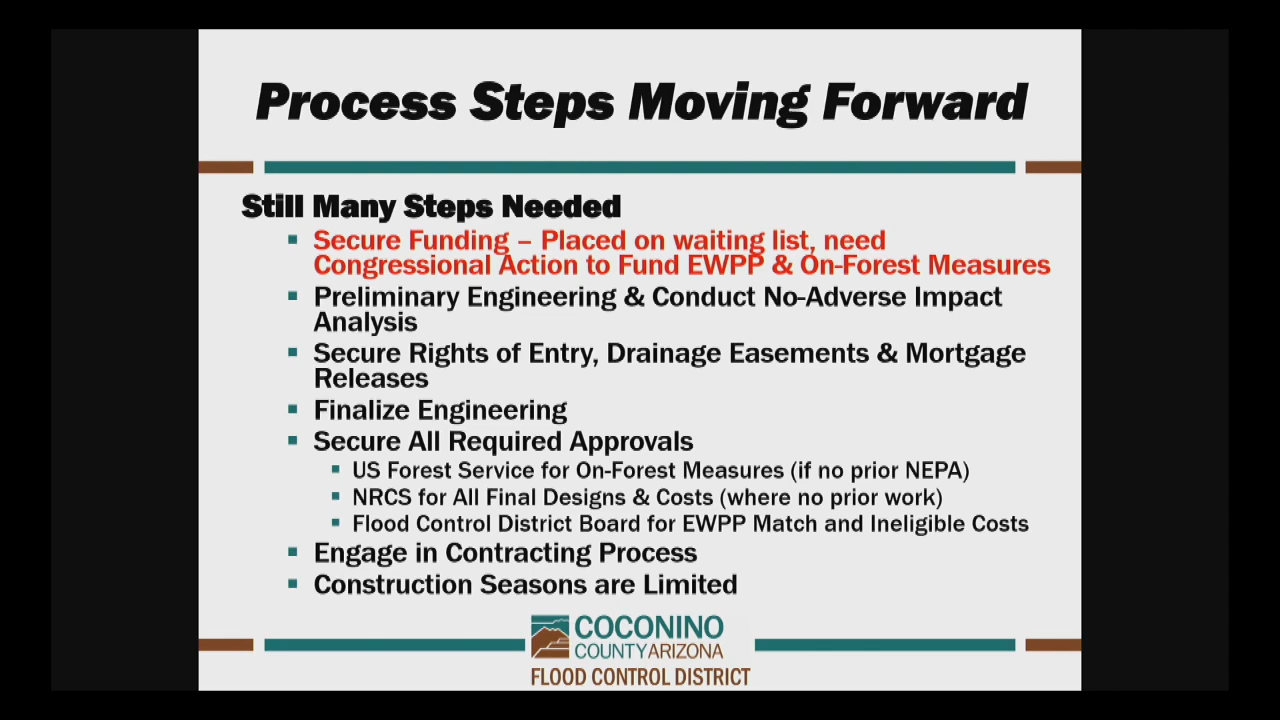 Process Steps Moving Forward
Still Many Steps Needed
Secure Funding – Placed on waiting list, need
Congressional Action to Fund EWPP & On-Forest Measures
Preliminary Engineering & Conduct No-Adverse Impact
Analysis
Secure Rights of Entry, Drainage Easements & Mortgage
Releases
Finalize Engineering
Secure All Required Approvals
US Forest Service for On-Forest Measures (if no prior NEPA)
NRCS for All Final Designs & Costs (where no prior work)
Flood Control District Board for EWPP Match and Ineligible Costs
Engage in Contracting Process
Construction Seasons are Limited
COCONINO
COUNTY ARIZONA
FLOOD CONTROL DISTRICT